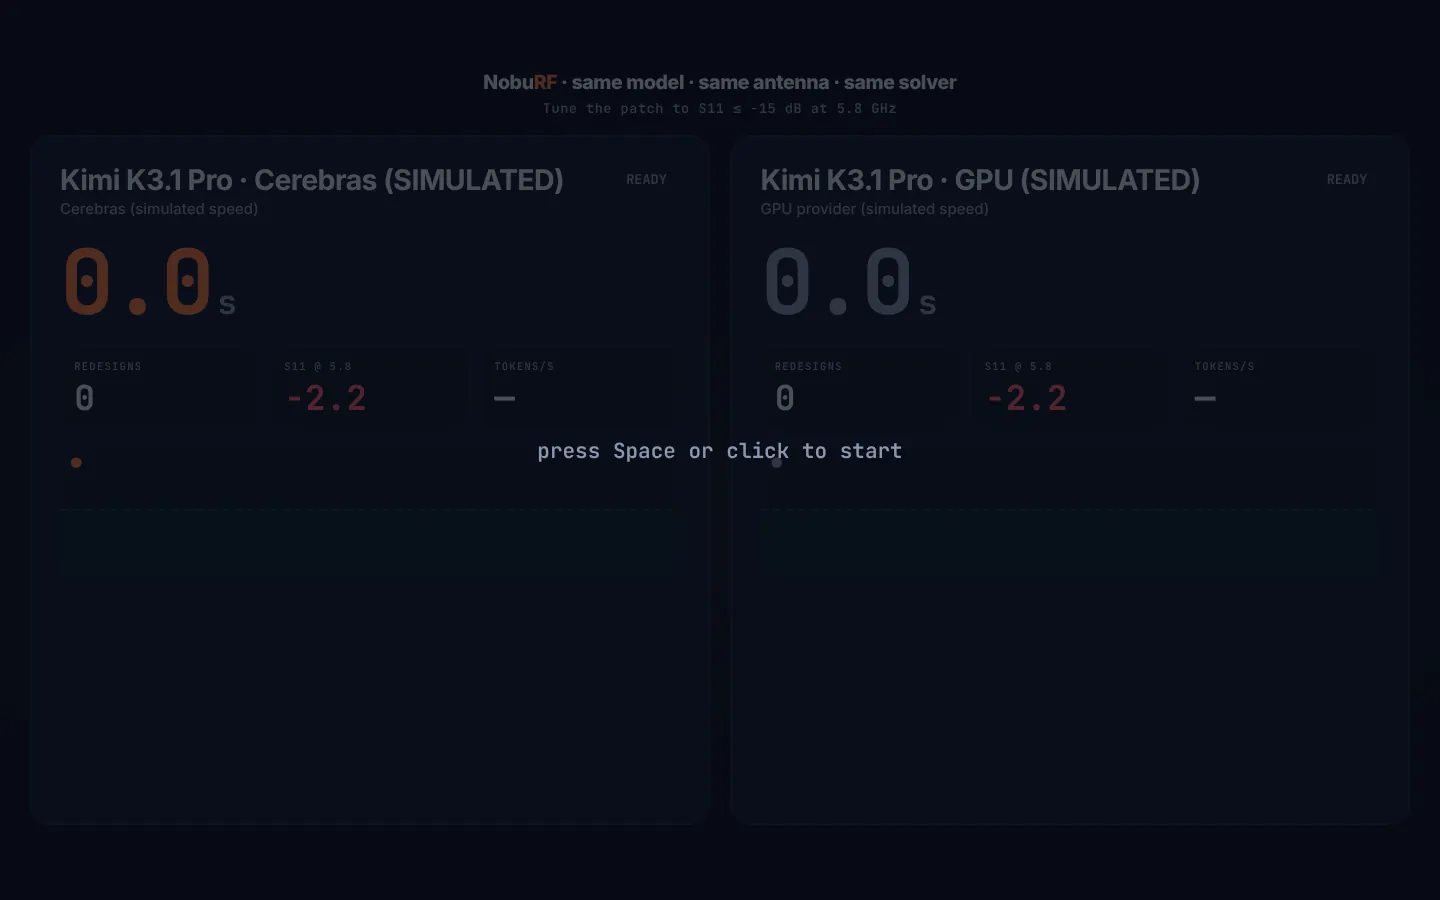 NobuRF · same model · same antenna · same solver
Tune the patch to S11 ≤ -15 dB at 5.8 GHz
Kimi K3.1 Pro · Cerebras (SIMULATED)
READY
Cerebras (simulated speed)
0.0s
REDESIGNS
0
S11 @ 5.8
-2.2
TOKENS/S
—
Kimi K3.1 Pro · GPU (SIMULATED)
READY
GPU provider (simulated speed)
0.0s
REDESIGNS
0
S11 @ 5.8
-2.2
TOKENS/S
—
press Space or click to start